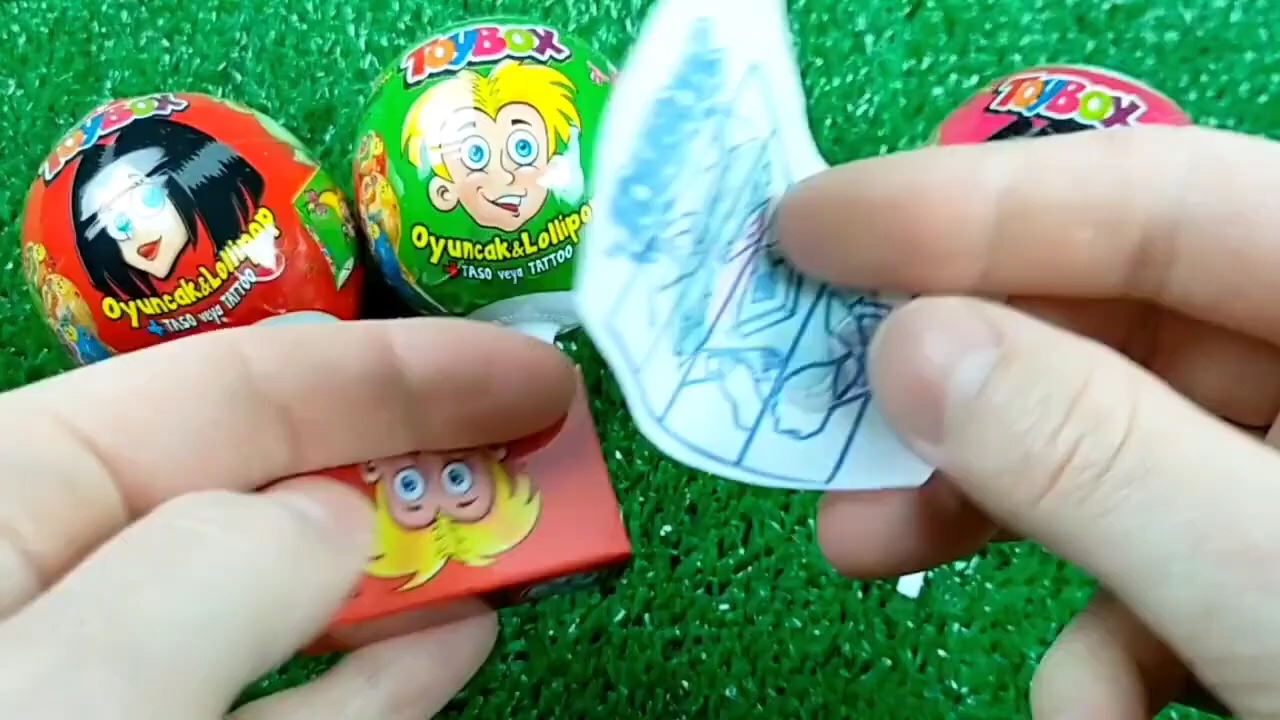 TOYBOX
Oyuncak&Lollipop
+ TASO veya TATTOO
TOYBOX
Oyuncak&Lollipo
+ TASO veya TATTOO
TOYBOX